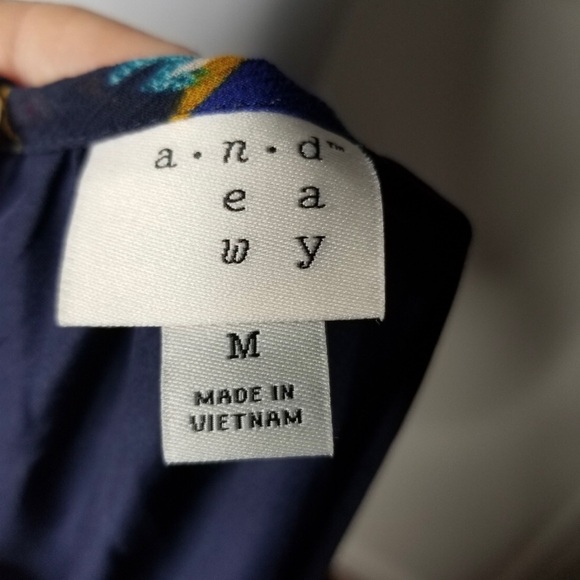 a • n • d™
e a
w y
M
MADE IN
VIETNAM